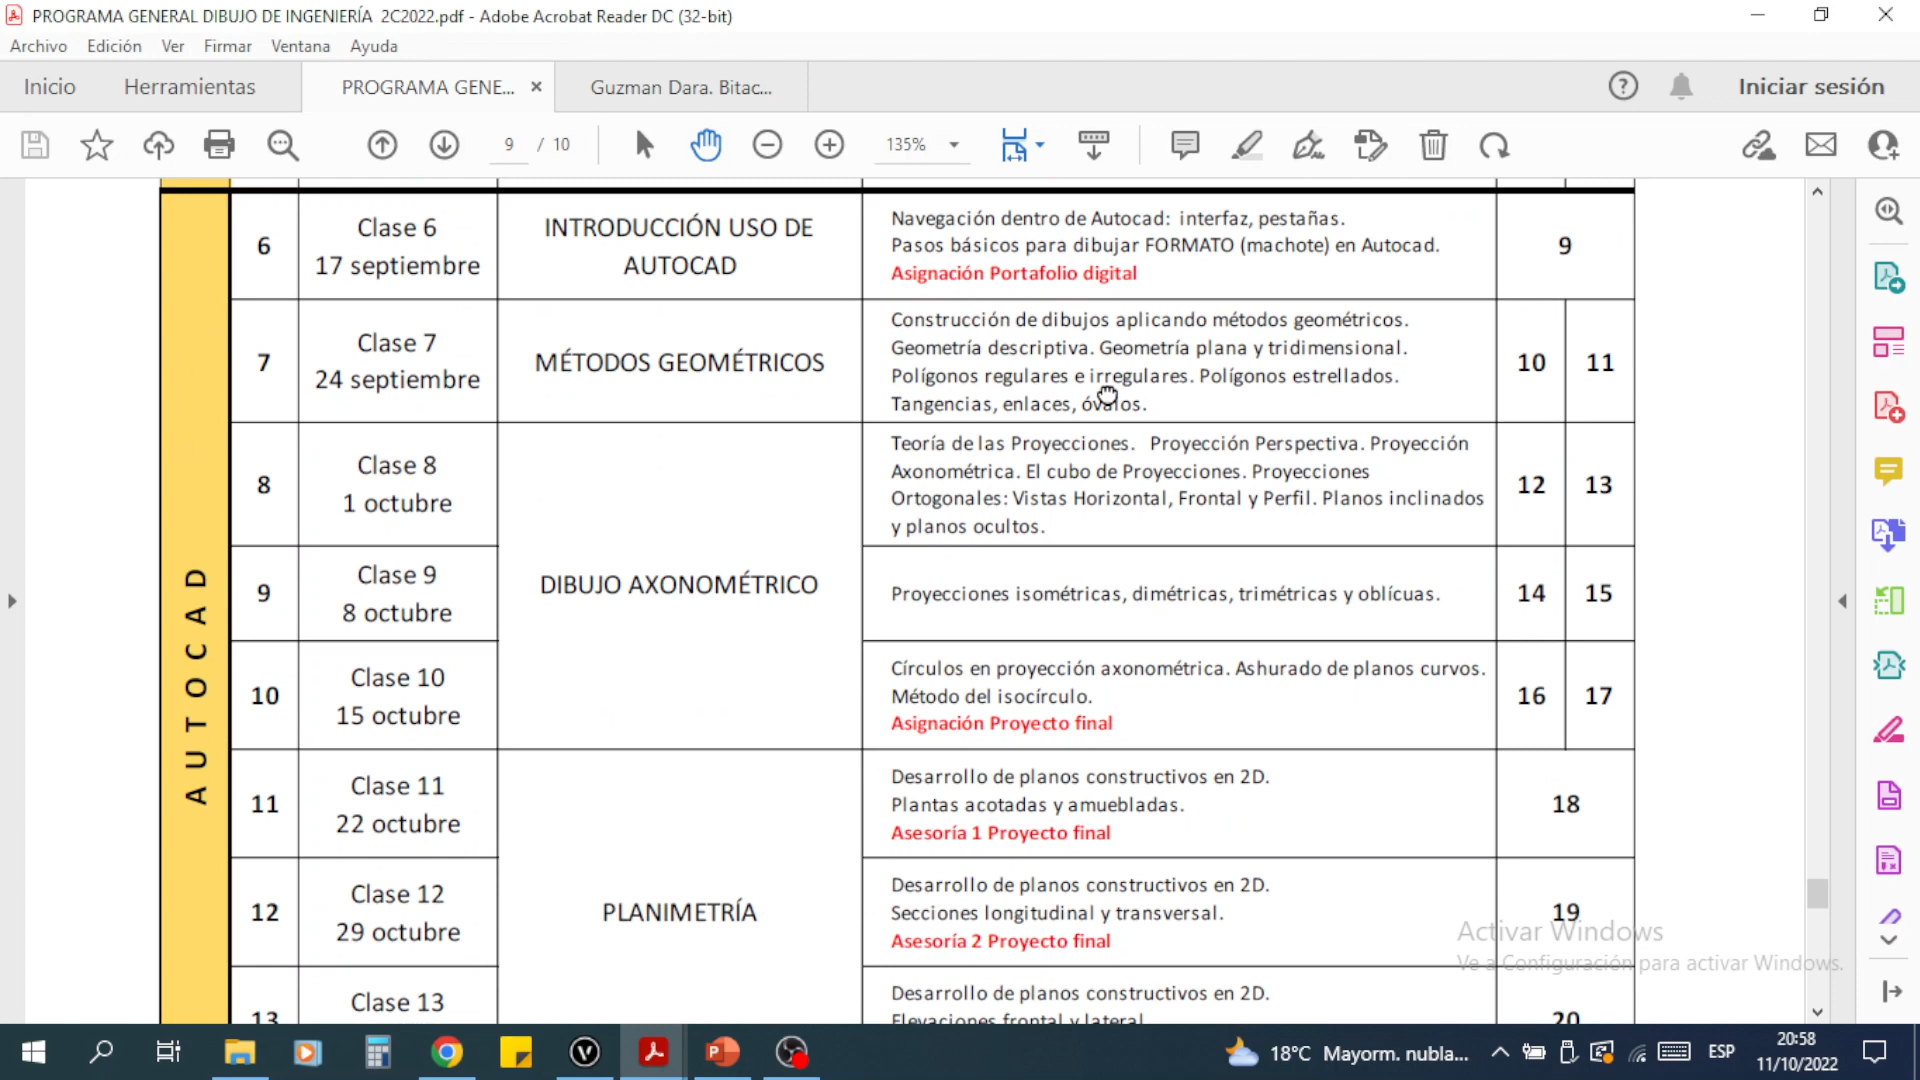 PROGRAMA GENERAL DIBUJO DE INGENIERÍA 2C2022.pdf - Adobe Acrobat Reader DC (32-bit)
Archivo Edición Ver Firmar Ventana Ayuda
Inicio Herramientas PROGRAMA GENE... Guzman Dara. Bitac... Iniciar sesión
9 / 10 135%
AUTOCAD
6
Clase 6
17 septiembre
INTRODUCCIÓN USO DE
AUTOCAD
Navegación dentro de Autocad: interfaz, pestañas.
Pasos básicos para dibujar FORMATO (machote) en Autocad.
Asignación Portafolio digital
9
7
Clase 7
24 septiembre
MÉTODOS GEOMÉTRICOS
Construcción de dibujos aplicando métodos geométricos.
Geometría descriptiva. Geometría plana y tridimensional.
Polígonos regulares e irregulares. Polígonos estrellados.
Tangencias, enlaces, óvalos.
10 11
8
Clase 8
1 octubre
DIBUJO AXONOMÉTRICO
Teoría de las Proyecciones. Proyección Perspectiva. Proyección
Axonométrica. El cubo de Proyecciones. Proyecciones
Ortogonales: Vistas Horizontal, Frontal y Perfil. Planos inclinados
y planos ocultos.
12 13
9
Clase 9
8 octubre
Proyecciones isométricas, dimétricas, trimétricas y oblícuas.
14 15
10
Clase 10
15 octubre
Círculos en proyección axonométrica. Ashurado de planos curvos.
Método del isocírculo.
Asignación Proyecto final
16 17
11
Clase 11
22 octubre
PLANIMETRÍA
Desarrollo de planos constructivos en 2D.
Plantas acotadas y amuebladas.
Asesoría 1 Proyecto final
18
12
Clase 12
29 octubre
Desarrollo de planos constructivos en 2D.
Secciones longitudinal y transversal.
Asesoría 2 Proyecto final
19
13
Clase 13
Desarrollo de planos constructivos en 2D.
Elevaciones frontal y lateral
20
Activar Windows
Ve a Configuración para activar Windows.
18°C Mayorm. nubla... ESP
20:58
11/10/2022